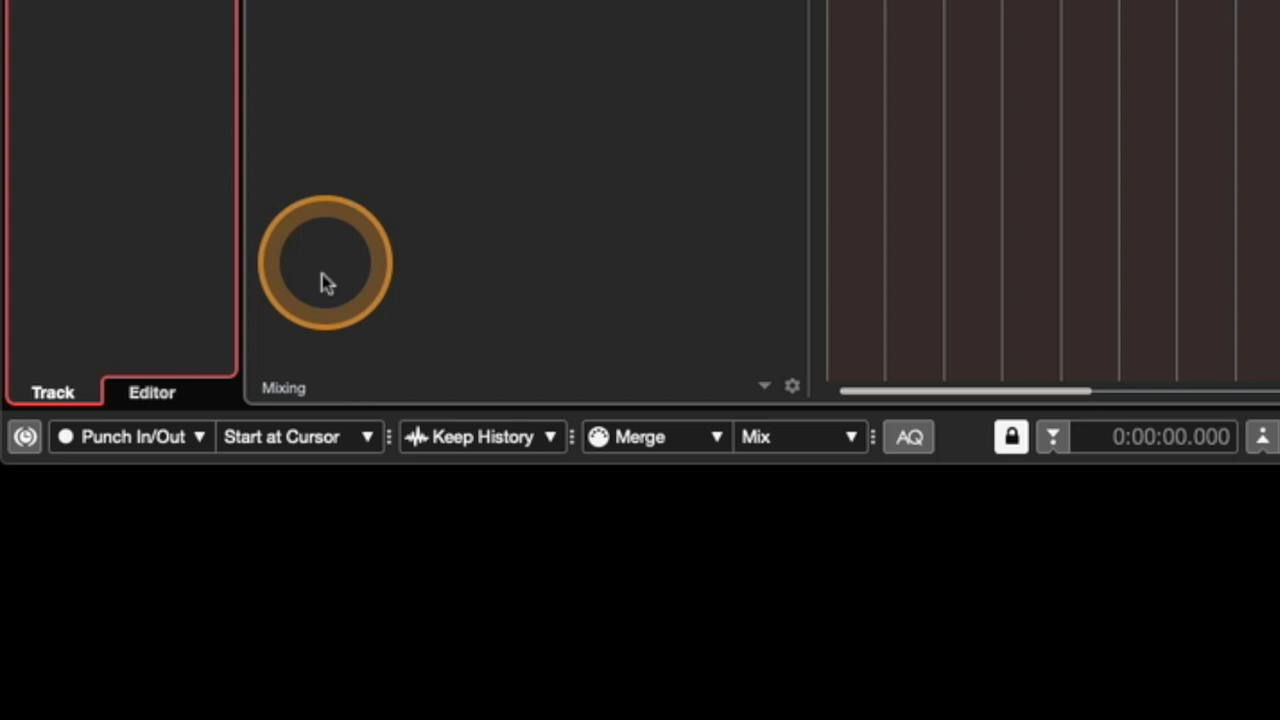 Mixing
Track Editor
Punch In/Out Start at Cursor Keep History Merge Mix AQ 0:00:00.000